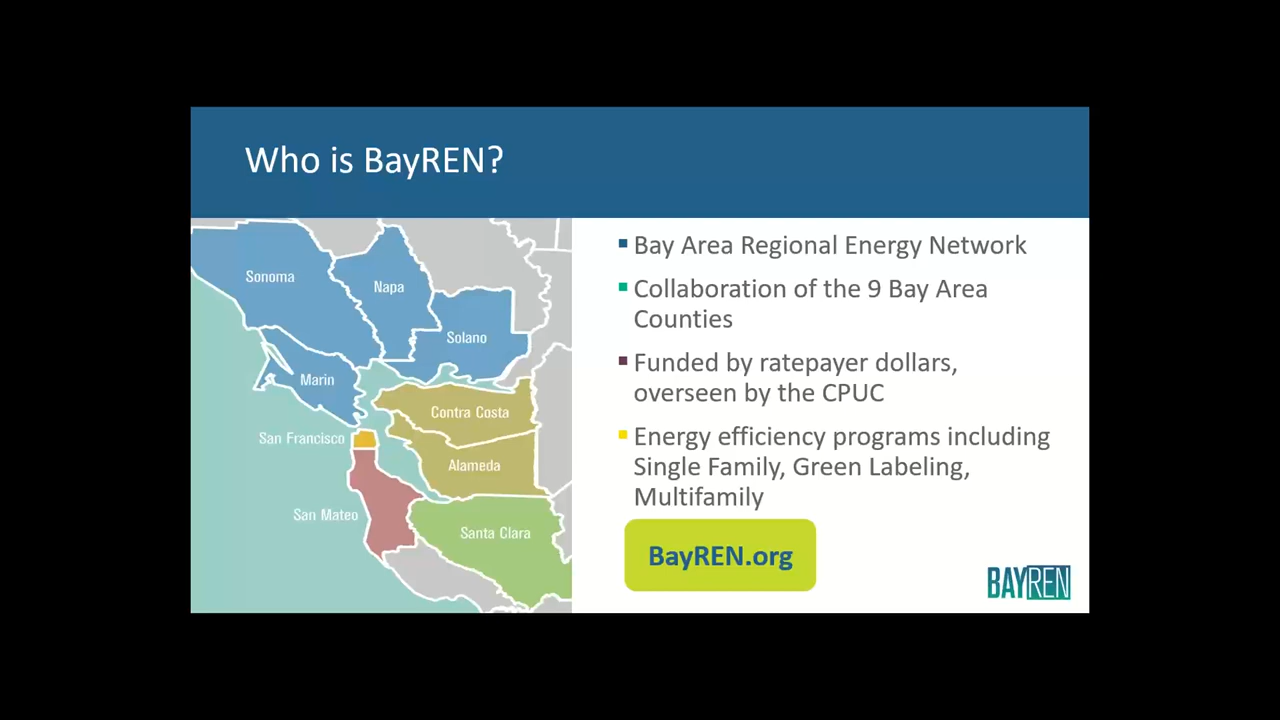 Who is BayREN?
Sonoma
Napa
Solano
Marin
Contra Costa
San Francisco
Alameda
San Mateo
Santa Clara
Bay Area Regional Energy Network
Collaboration of the 9 Bay Area
Counties
Funded by ratepayer dollars,
overseen by the CPUC
Energy efficiency programs including
Single Family, Green Labeling,
Multifamily
BayREN.org
BAYREN